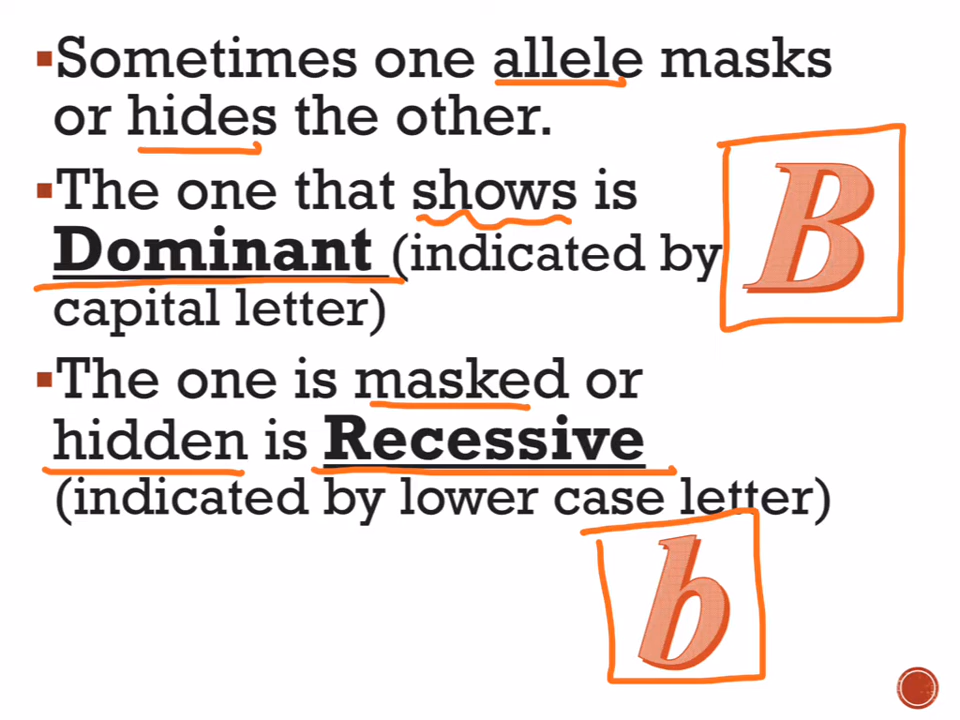 ▪Sometimes one allele masks
or hides the other.
▪The one that shows is
Dominant (indicated by
capital letter)
B
▪The one is masked or
hidden is Recessive
(indicated by lower case letter)
b